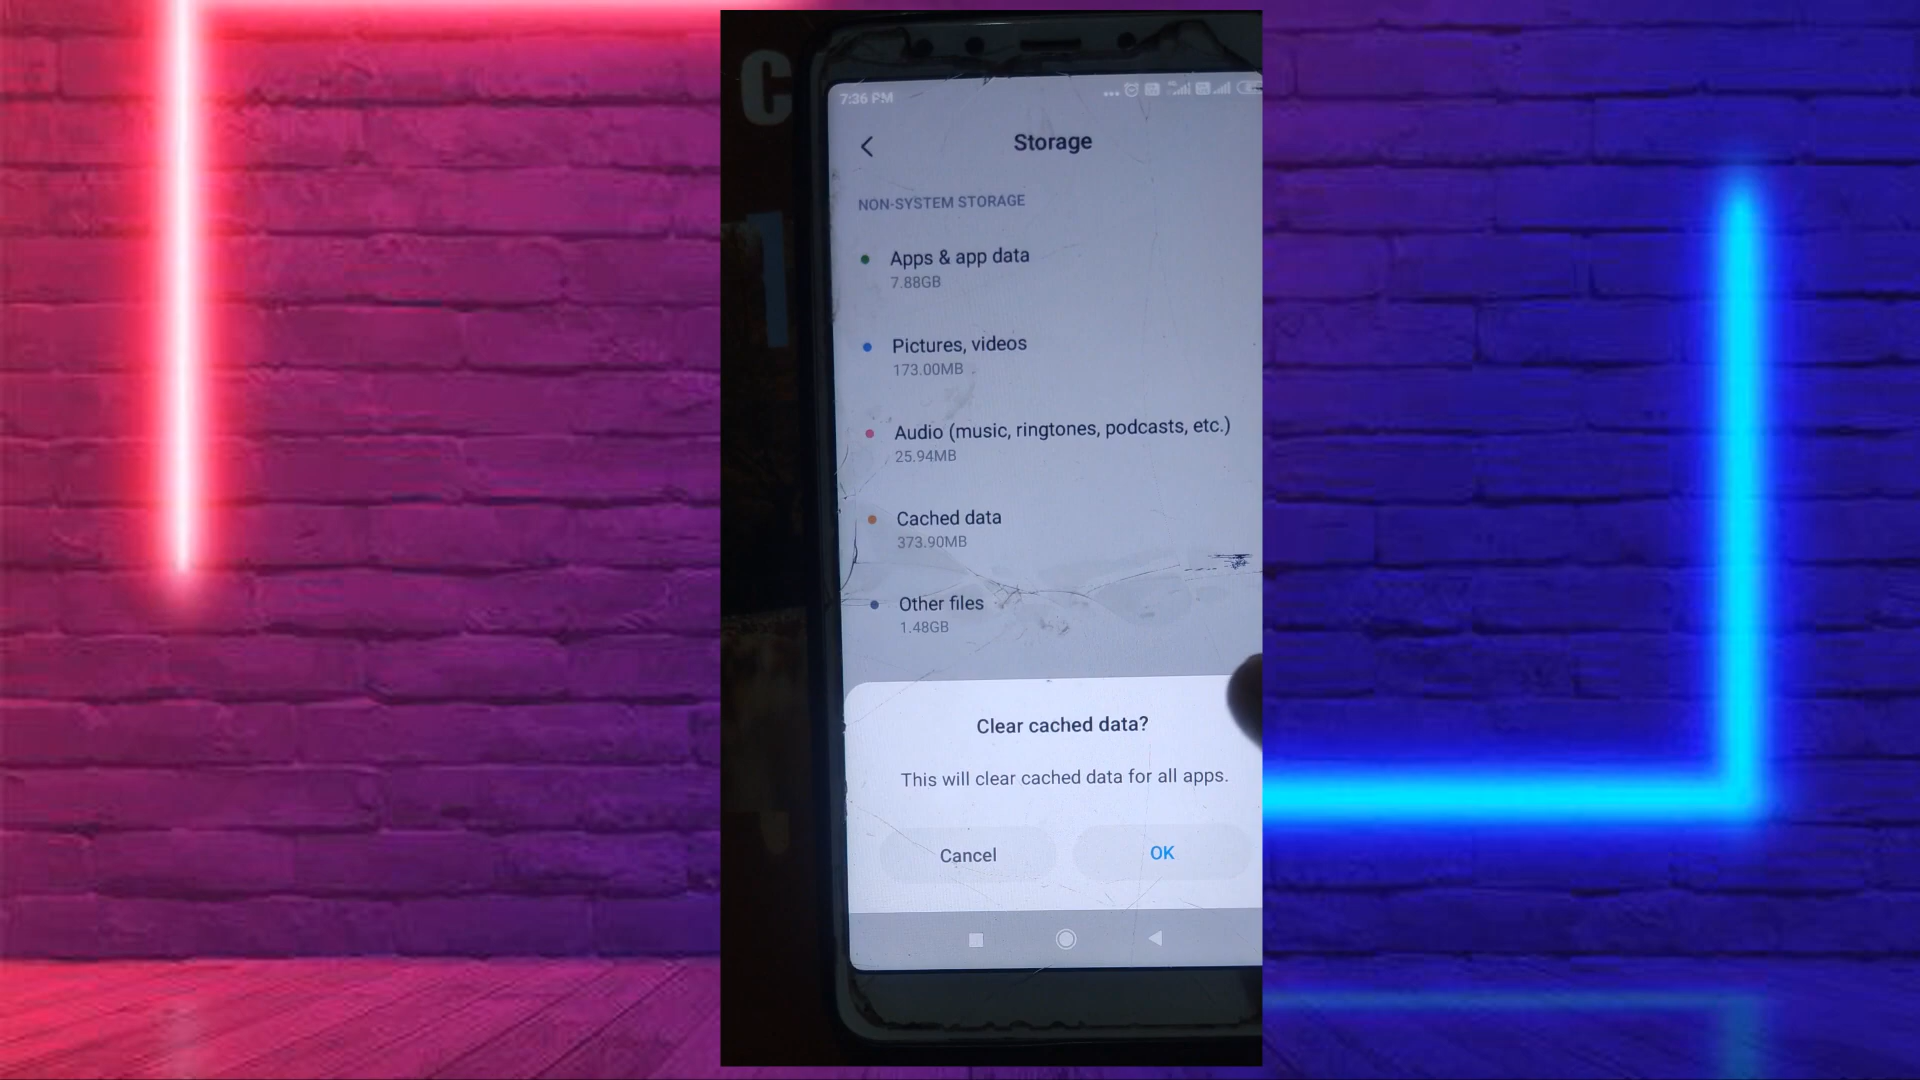 7:36 PM
Storage
NON-SYSTEM STORAGE
Apps & app data
7.88GB
Pictures, videos
173.00MB
Audio (music, ringtones, podcasts, etc.)
25.94MB
Cached data
373.90MB
Other files
1.48GB
Clear cached data?
This will clear cached data for all apps.
Cancel
OK